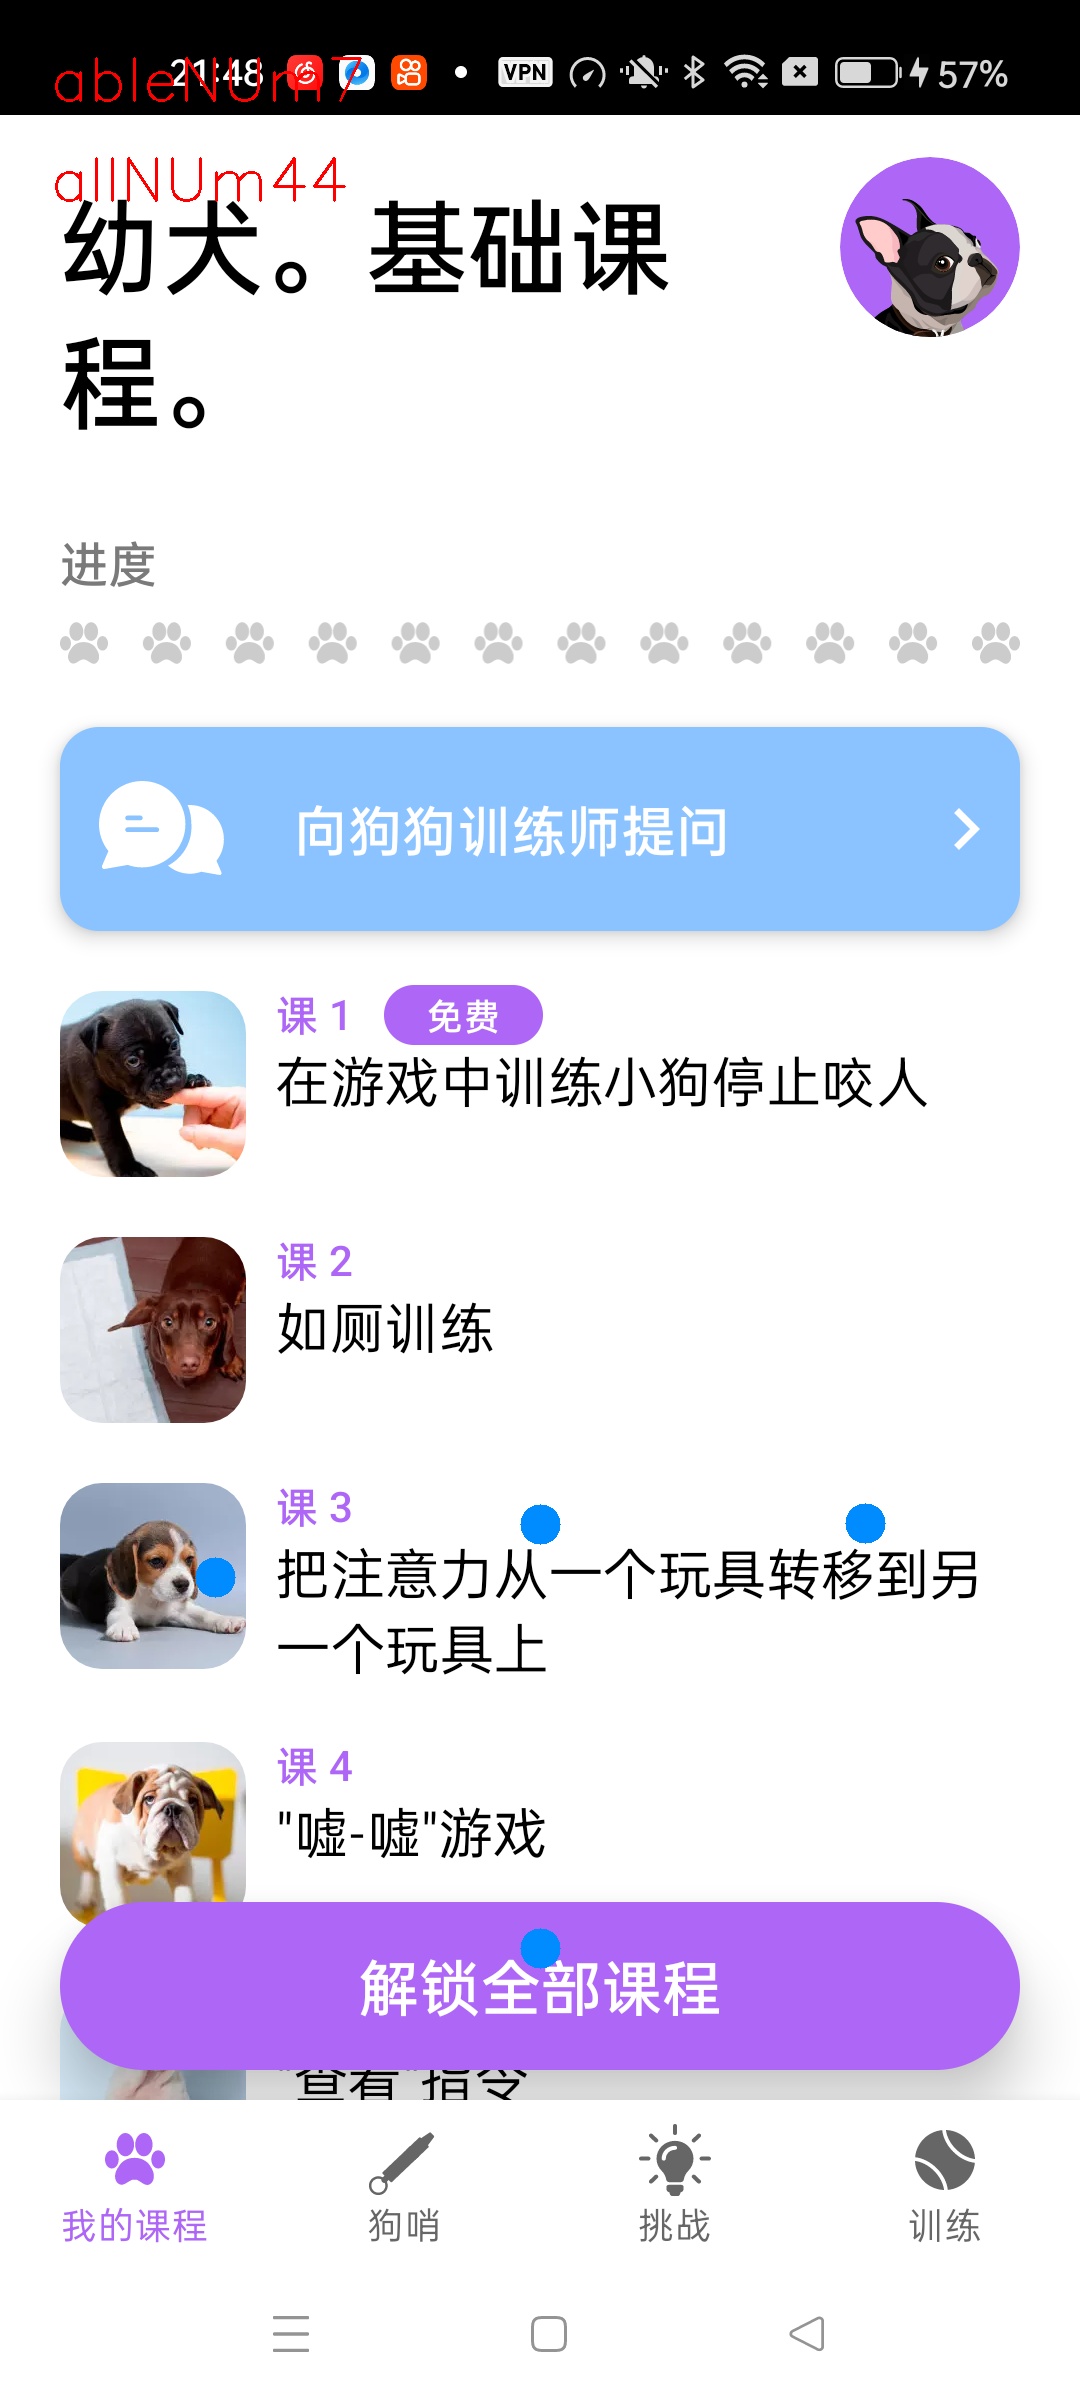 ableNUm7
21:48
VPN
57%
allNUm44
幼犬。基础课
程。
进度
向狗狗训练师提问
课 1
免费
在游戏中训练小狗停止咬人
课 2
如厕训练
课 3
把注意力从一个玩具转移到另
一个玩具上
课 4
"嘘-嘘"游戏
解锁全部课程
"查看"指令
我的课程
狗哨
挑战
训练